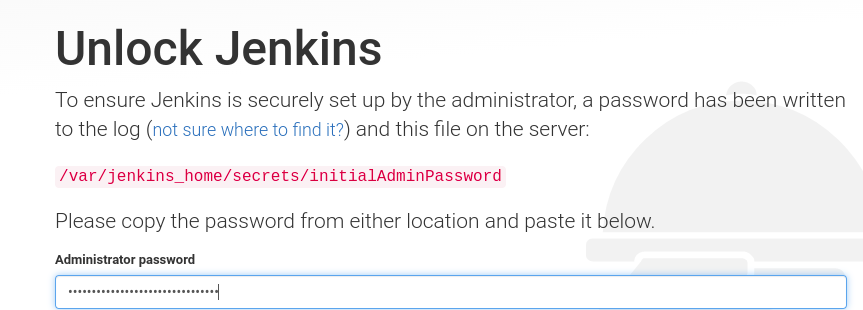 Unlock Jenkins
To ensure Jenkins is securely set up by the administrator, a password has been written
to the log (not sure where to find it?) and this file on the server:
/var/jenkins_home/secrets/initialAdminPassword
Please copy the password from either location and paste it below.
Administrator password
••••••••••••••••••••••••••••••••